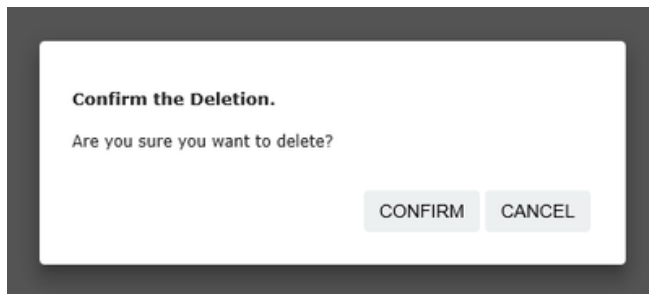 Confirm the Deletion.
Are you sure you want to delete?
CONFIRM CANCEL